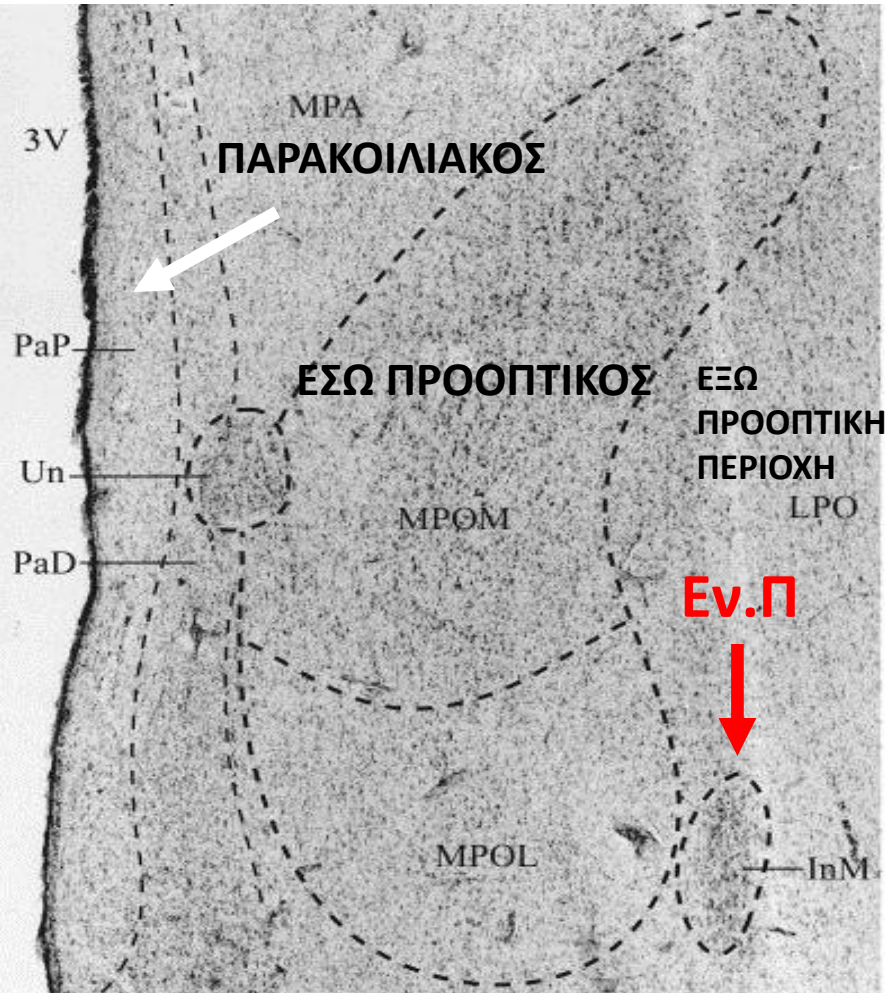 MPA
3V
ΠΑΡΑΚΟΙΛΙΑΚΟΣ
PaP
ΕΣΩ ΠΡΟΟΠΤΙΚΟΣ
ΕΞΩ
ΠΡΟΟΠΤΙΚΗ
ΠΕΡΙΟΧΗ
Un
MPOM
LPO
PaD
Εν.Π
MPOL
InM